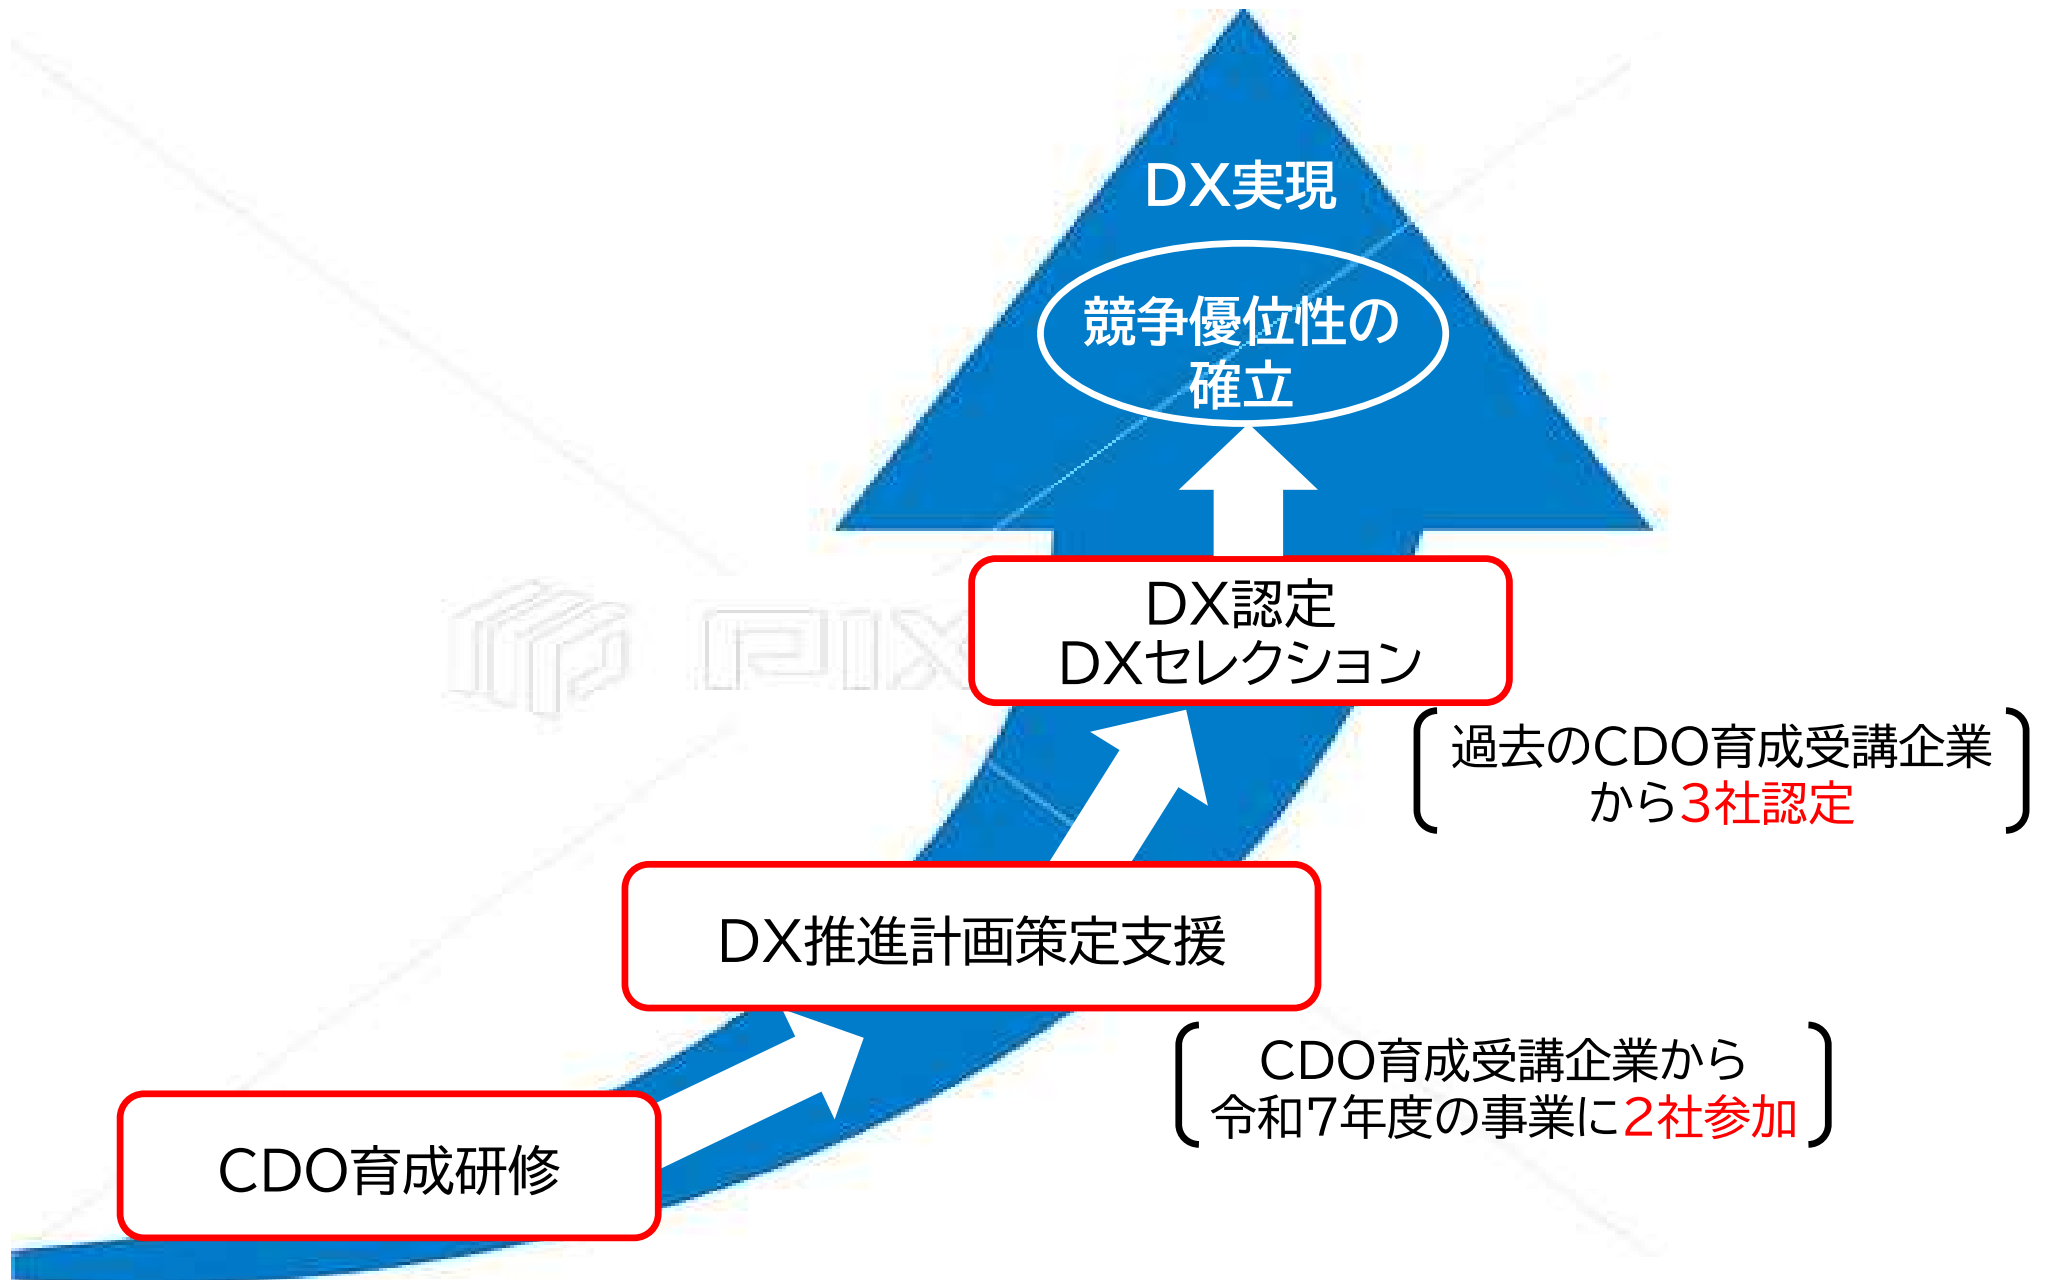 DX実現
競争優位性の
確立
DX認定
DXセレクション
過去のCDO育成受講企業
から3社認定
DX推進計画策定支援
CDO育成受講企業から
令和7年度の事業に2社参加
CDO育成研修
PIX